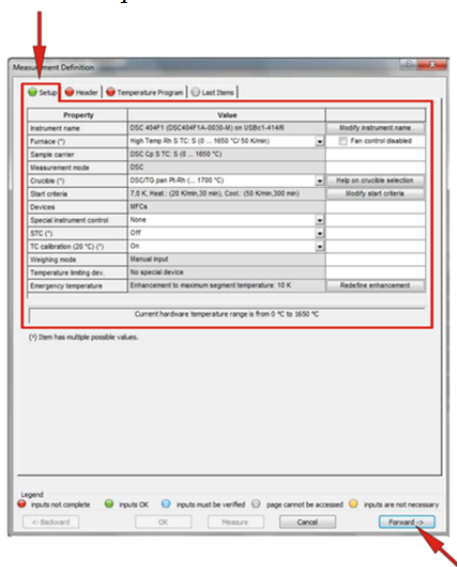 Measurement Definition
Setup Header Temperature Program Last Items
Property Value
Instrument name DSC 404F1 (DSC404F1A-0030-M) on USBc1-414/6 Modify instrument name
Furnace (*) High Temp Rh S TC: S (0 ... 1650 °C/ 50 K/min) Fan control disabled
Sample carrier DSC Cp S TC: S (0 ... 1650 °C)
Measurement mode DSC
Crucible (*) DSC/TG pan Pt-Rh (... 1700 °C) Help on crucible selection
Start criteria 7,0 K, Heat.: (20 K/min,30 min), Cool.: (50 K/min,300 min) Modify start criteria
Devices MFCs
Special instrument control None
STC (*) Off
TC calibration (20 °C) (*) On
Weighing mode Manual input
Temperature limiting dev. No special device
Emergency temperature Enhancement to maximum segment temperature: 10 K Redefine enhancement
Current hardware temperature range is from 0 °C to 1650 °C
(*) Item has multiple possible values.
Legend
inputs not complete inputs OK inputs must be verified page cannot be accessed inputs are not necessary
<- Backward OK Measure Cancel Forward ->